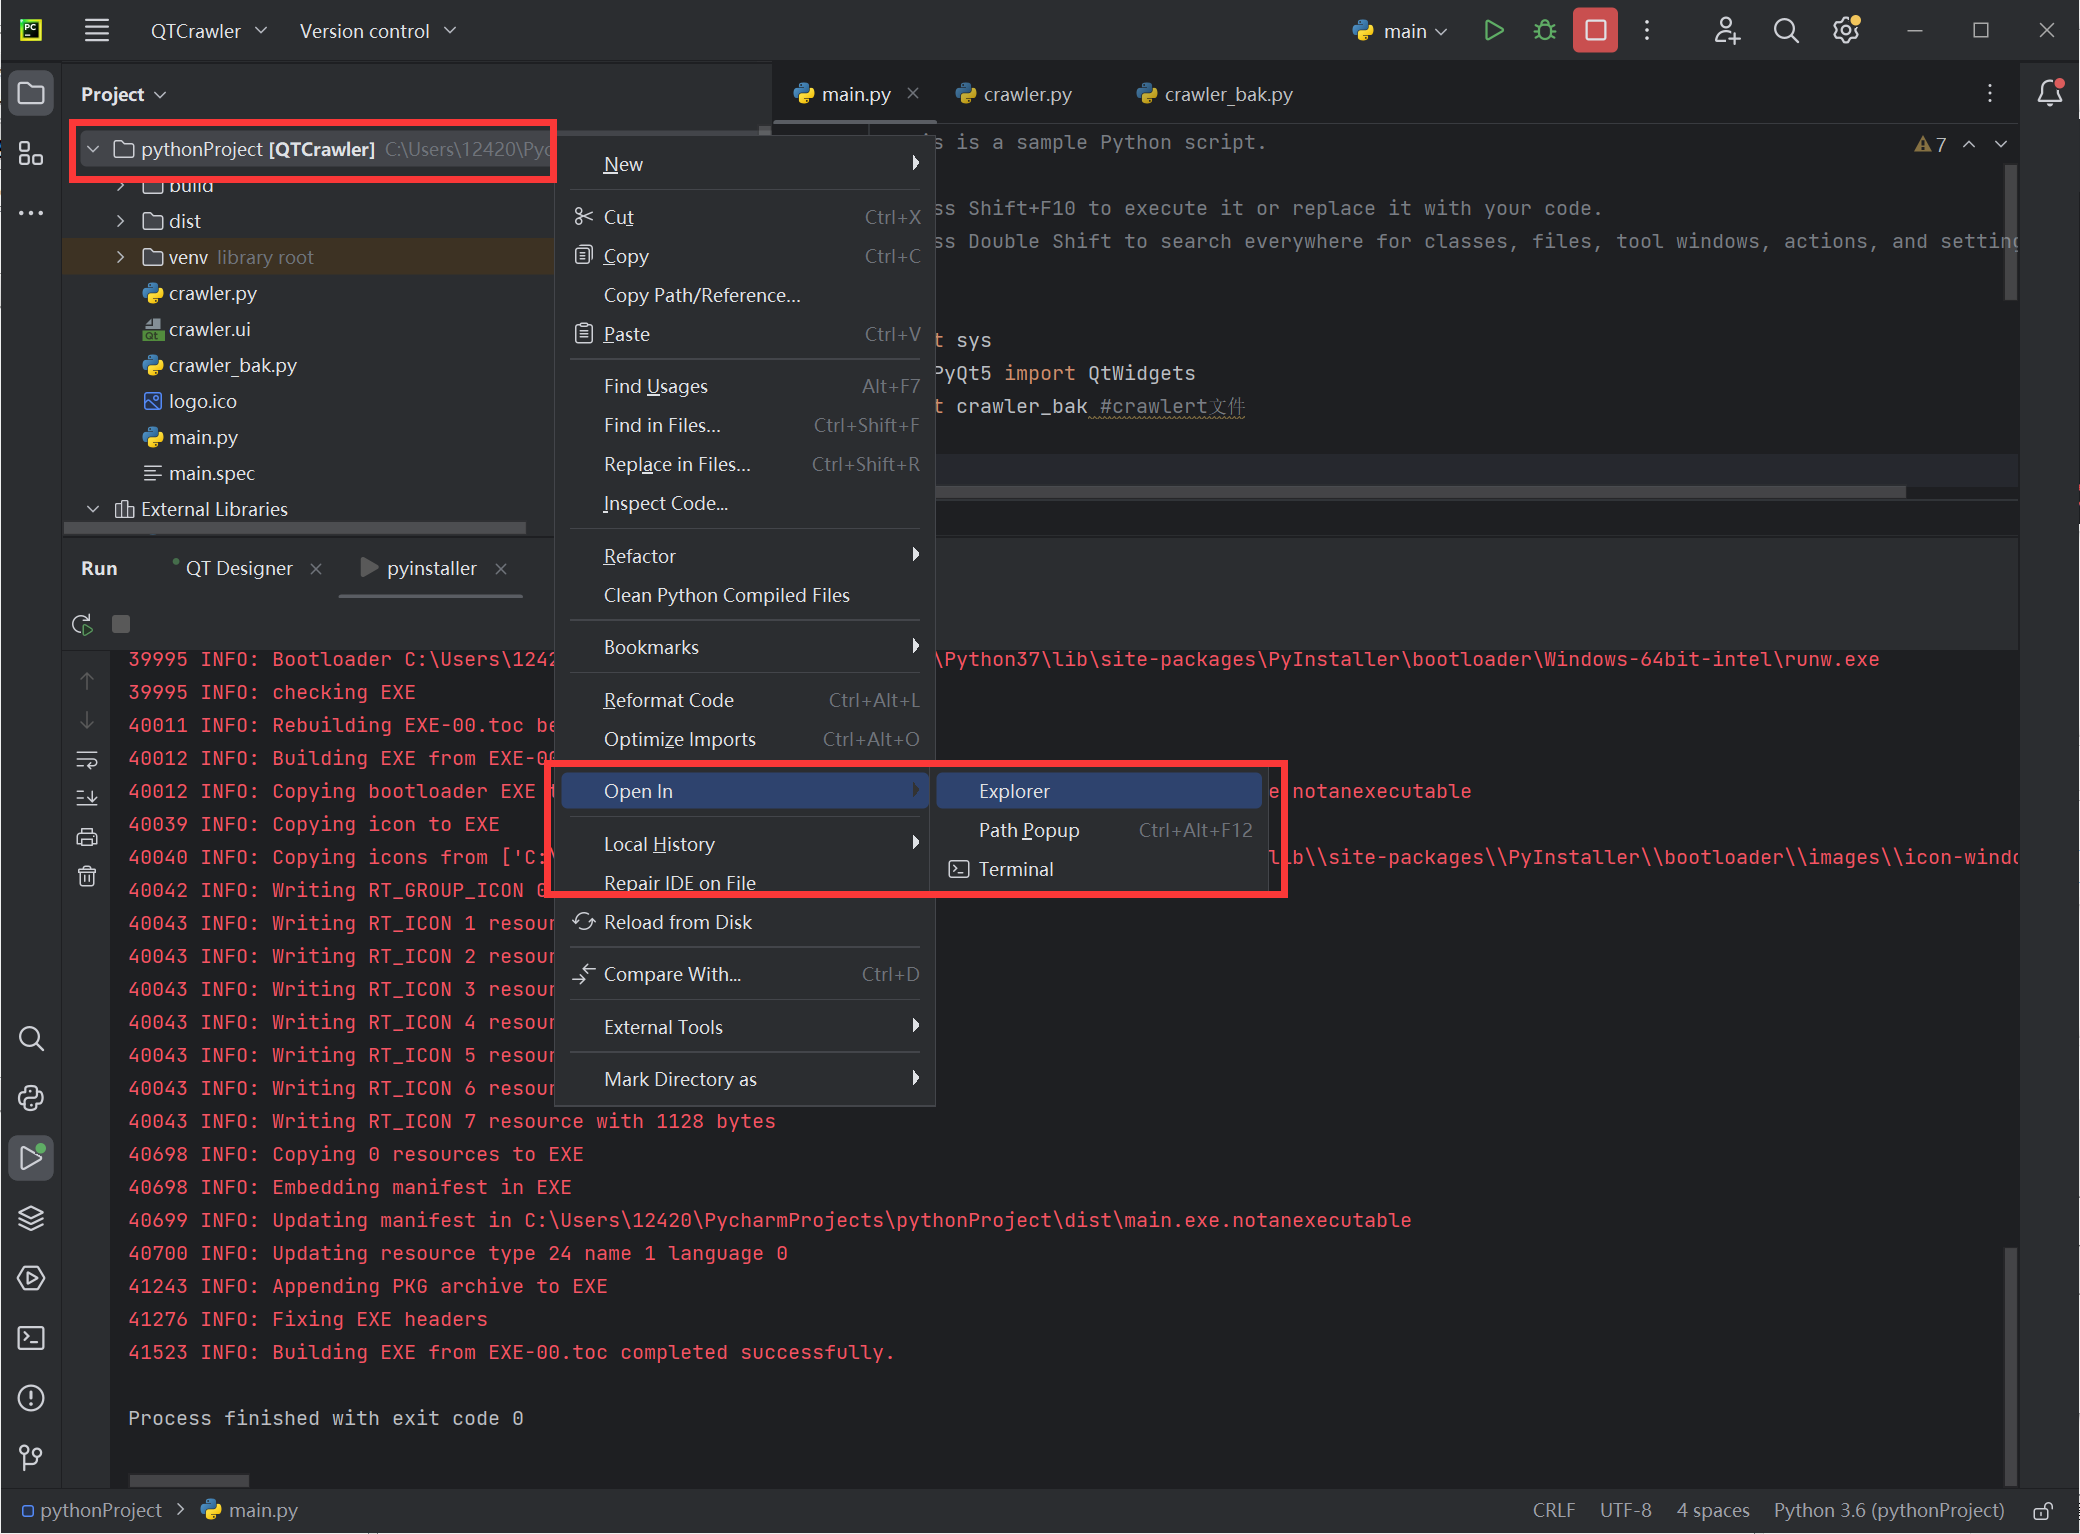 PC
QTCrawler
Version control
main
Project
main.py
crawler.py
crawler_bak.py
pythonProject [QTCrawler] C:\Users\12420\Pyc
build
dist
venv library root
crawler.py
crawler.ui
crawler_bak.py
logo.ico
main.py
main.spec
External Libraries
s is a sample Python script.
7
ss Shift+F10 to execute it or replace it with your code.
ss Double Shift to search everywhere for classes, files, tool windows, actions, and setting
t sys
PyQt5 import QtWidgets
t crawler_bak #crawlert文件
New
Cut Ctrl+X
Copy Ctrl+C
Copy Path/Reference...
Paste Ctrl+V
Find Usages Alt+F7
Find in Files... Ctrl+Shift+F
Replace in Files... Ctrl+Shift+R
Inspect Code...
Refactor
Clean Python Compiled Files
Bookmarks
Reformat Code Ctrl+Alt+L
Optimize Imports Ctrl+Alt+O
Open In
Local History
Repair IDE on File
Reload from Disk
Compare With... Ctrl+D
External Tools
Mark Directory as
Explorer
Path Popup Ctrl+Alt+F12
Terminal
Run
QT Designer
pyinstaller
39995 INFO: Bootloader C:\Users\1242 \Python37\lib\site-packages\PyInstaller\bootloader\Windows-64bit-intel\runw.exe
39995 INFO: checking EXE
40011 INFO: Rebuilding EXE-00.toc be
40012 INFO: Building EXE from EXE-00
40012 INFO: Copying bootloader EXE t e notanexecutable
40039 INFO: Copying icon to EXE
40040 INFO: Copying icons from ['C:\ ib\\site-packages\\PyInstaller\\bootloader\\images\\icon-windo
40042 INFO: Writing RT_GROUP_ICON 0
40043 INFO: Writing RT_ICON 1 resour
40043 INFO: Writing RT_ICON 2 resour
40043 INFO: Writing RT_ICON 3 resour
40043 INFO: Writing RT_ICON 4 resour
40043 INFO: Writing RT_ICON 5 resour
40043 INFO: Writing RT_ICON 6 resour
40043 INFO: Writing RT_ICON 7 resource with 1128 bytes
40698 INFO: Copying 0 resources to EXE
40698 INFO: Embedding manifest in EXE
40699 INFO: Updating manifest in C:\Users\12420\PycharmProjects\pythonProject\dist\main.exe.notanexecutable
40700 INFO: Updating resource type 24 name 1 language 0
41243 INFO: Appending PKG archive to EXE
41276 INFO: Fixing EXE headers
41523 INFO: Building EXE from EXE-00.toc completed successfully.
Process finished with exit code 0
pythonProject > main.py
CRLF UTF-8 4 spaces Python 3.6 (pythonProject)